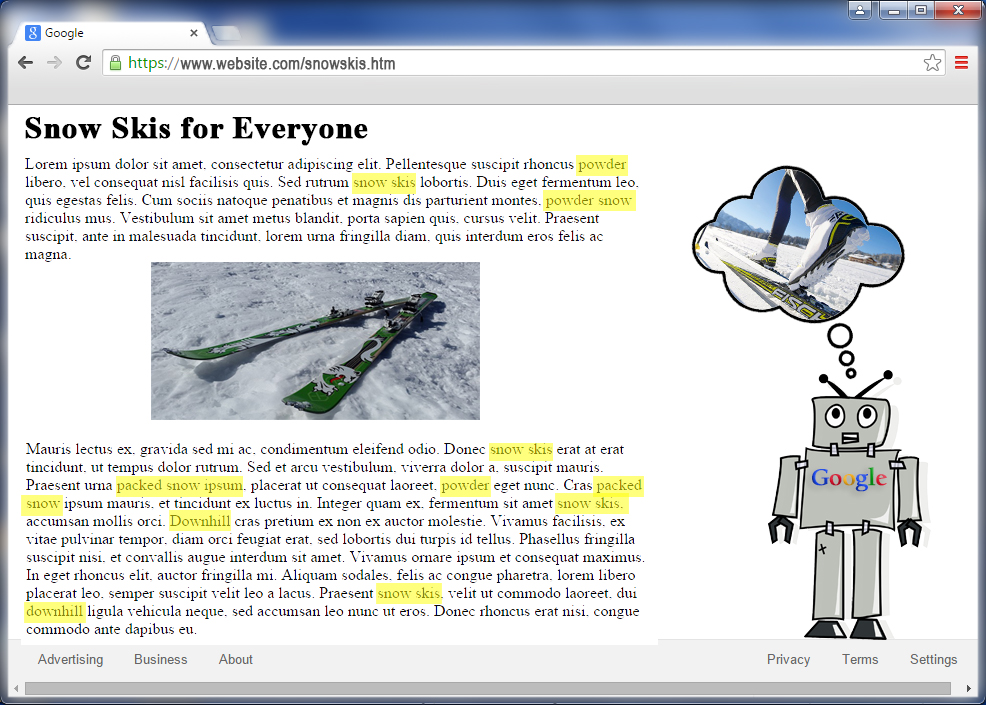 Google
https://www.website.com/snowskis.htm
Snow Skis for Everyone
Lorem ipsum dolor sit amet, consectetur adipiscing elit. Pellentesque suscipit rhoncus powder
libero, vel consequat nisl facilisis quis. Sed rutrum snow skis lobortis. Duis eget fermentum leo,
quis egestas felis. Cum sociis natoque penatibus et magnis dis parturient montes, powder snow
ridiculus mus. Vestibulum sit amet metus blandit, porta sapien quis, cursus velit. Praesent
suscipit, ante in malesuada tincidunt, lorem urna fringilla diam, quis interdum eros felis ac
magna.
FISCH
Google
Mauris lectus ex, gravida sed mi ac, condimentum eleifend odio. Donec snow skis erat at erat
tincidunt, ut tempus dolor rutrum. Sed et arcu vestibulum, viverra dolor a, suscipit mauris.
Praesent urna packed snow ipsum, placerat ut consequat laoreet, powder eget nunc. Cras packed
snow ipsum mauris, et tincidunt ex luctus in. Integer quam ex, fermentum sit amet snow skis,
accumsan mollis orci. Downhill cras pretium ex non ex auctor molestie. Vivamus facilisis, ex
vitae pulvinar tempor, diam orci feugiat erat, sed lobortis dui turpis id tellus. Phasellus fringilla
suscipit nisi, et convallis augue interdum sit amet. Vivamus ornare ipsum et consequat maximus.
In eget rhoncus elit, auctor fringilla mi. Aliquam sodales, felis ac congue pharetra, lorem libero
placerat leo, semper suscipit velit leo a lacus. Praesent snow skis, velit ut commodo laoreet, dui
downhill ligula vehicula neque, sed accumsan leo nunc ut eros. Donec rhoncus erat nisi, congue
commodo ante dapibus eu.
Advertising Business About Privacy Terms Settings